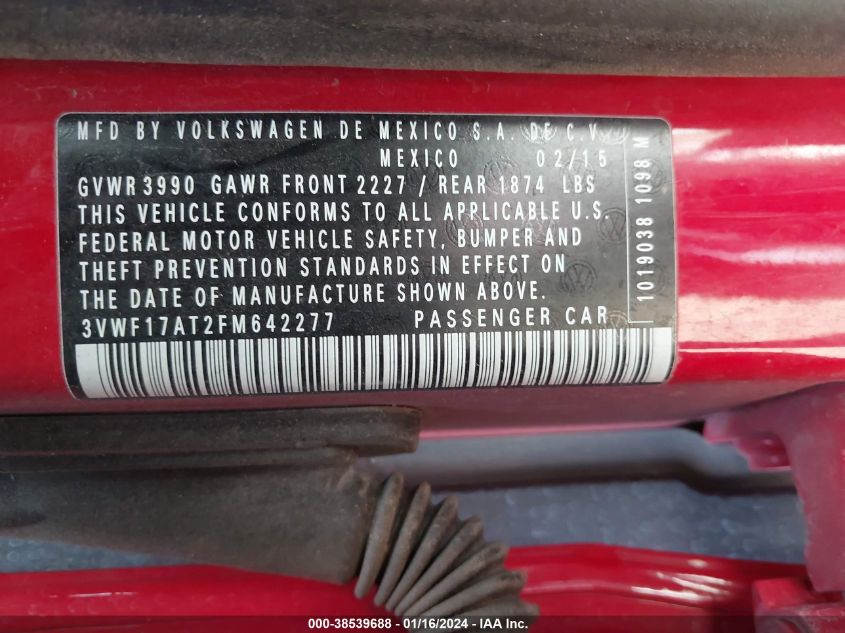 MFD BY VOLKSWAGEN DE MEXICO S.A. DE C.V.
MEXICO 02/15
GVWR 3990 GAWR FRONT 2227 / REAR 1874 LBS
THIS VEHICLE CONFORMS TO ALL APPLICABLE U.S.
FEDERAL MOTOR VEHICLE SAFETY, BUMPER AND
THEFT PREVENTION STANDARDS IN EFFECT ON
THE DATE OF MANUFACTURE SHOWN ABOVE.
3VWF17AT2FM642277 PASSENGER CAR
1019038 1098 M
000-38539688 - 01/16/2024 - IAA Inc.